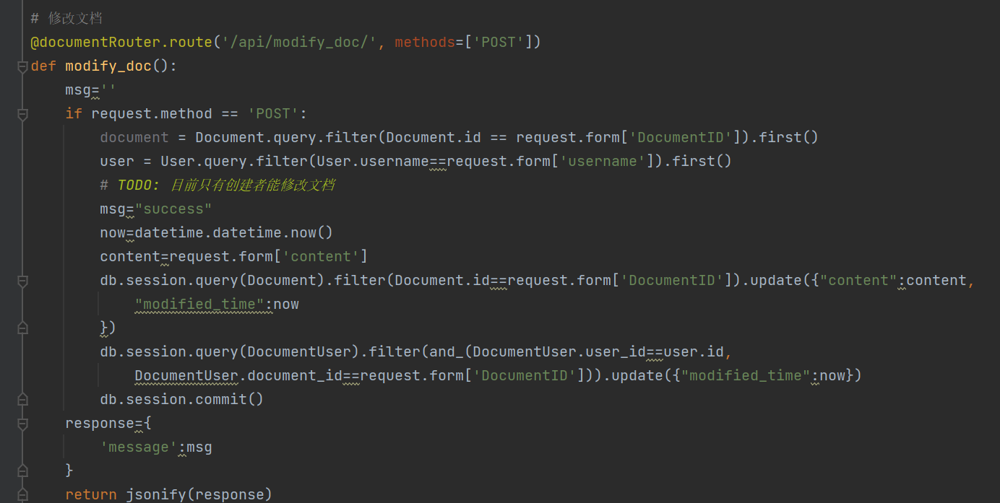 # 修改文档
@documentRouter.route('/api/modify_doc/', methods=['POST'])
def modify_doc():
    msg=''
    if request.method == 'POST':
        document = Document.query.filter(Document.id == request.form['DocumentID']).first()
        user = User.query.filter(User.username==request.form['username']).first()
        # TODO: 目前只有创建者能修改文档
        msg="success"
        now=datetime.datetime.now()
        content=request.form['content']
        db.session.query(Document).filter(Document.id==request.form['DocumentID']).update({"content":content,
            "modified_time":now
        })
        db.session.query(DocumentUser).filter(and_(DocumentUser.user_id==user.id,
            DocumentUser.document_id==request.form['DocumentID'])).update({"modified_time":now})
        db.session.commit()
    response={
        'message':msg
    }
    return jsonify(response)